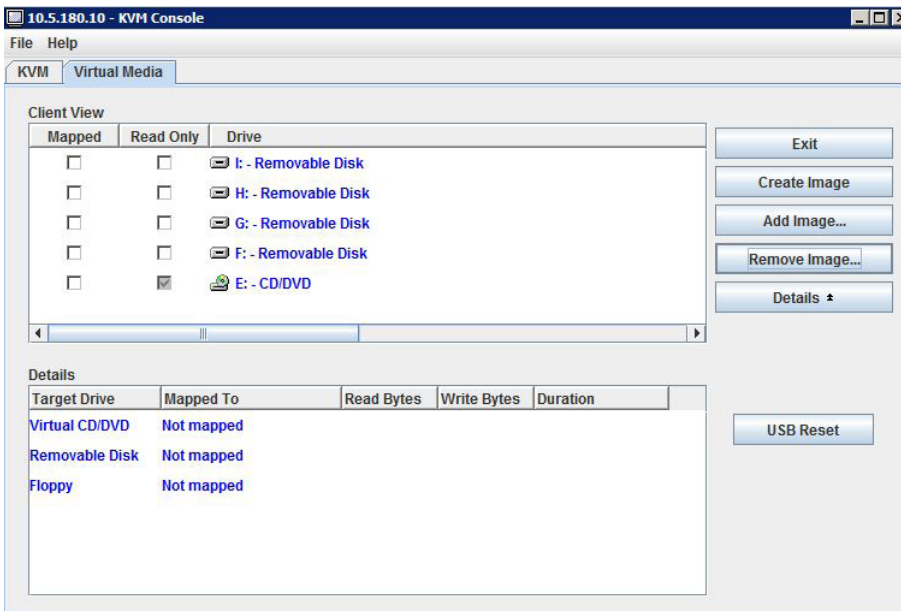 10.5.180.10 - KVM Console
File Help
KVM Virtual Media
Client View
Mapped Read Only Drive
I: - Removable Disk
H: - Removable Disk
G: - Removable Disk
F: - Removable Disk
E: - CD/DVD
Exit
Create Image
Add Image...
Remove Image...
Details
Details
Target Drive Mapped To Read Bytes Write Bytes Duration
Virtual CD/DVD Not mapped
Removable Disk Not mapped
Floppy Not mapped
USB Reset